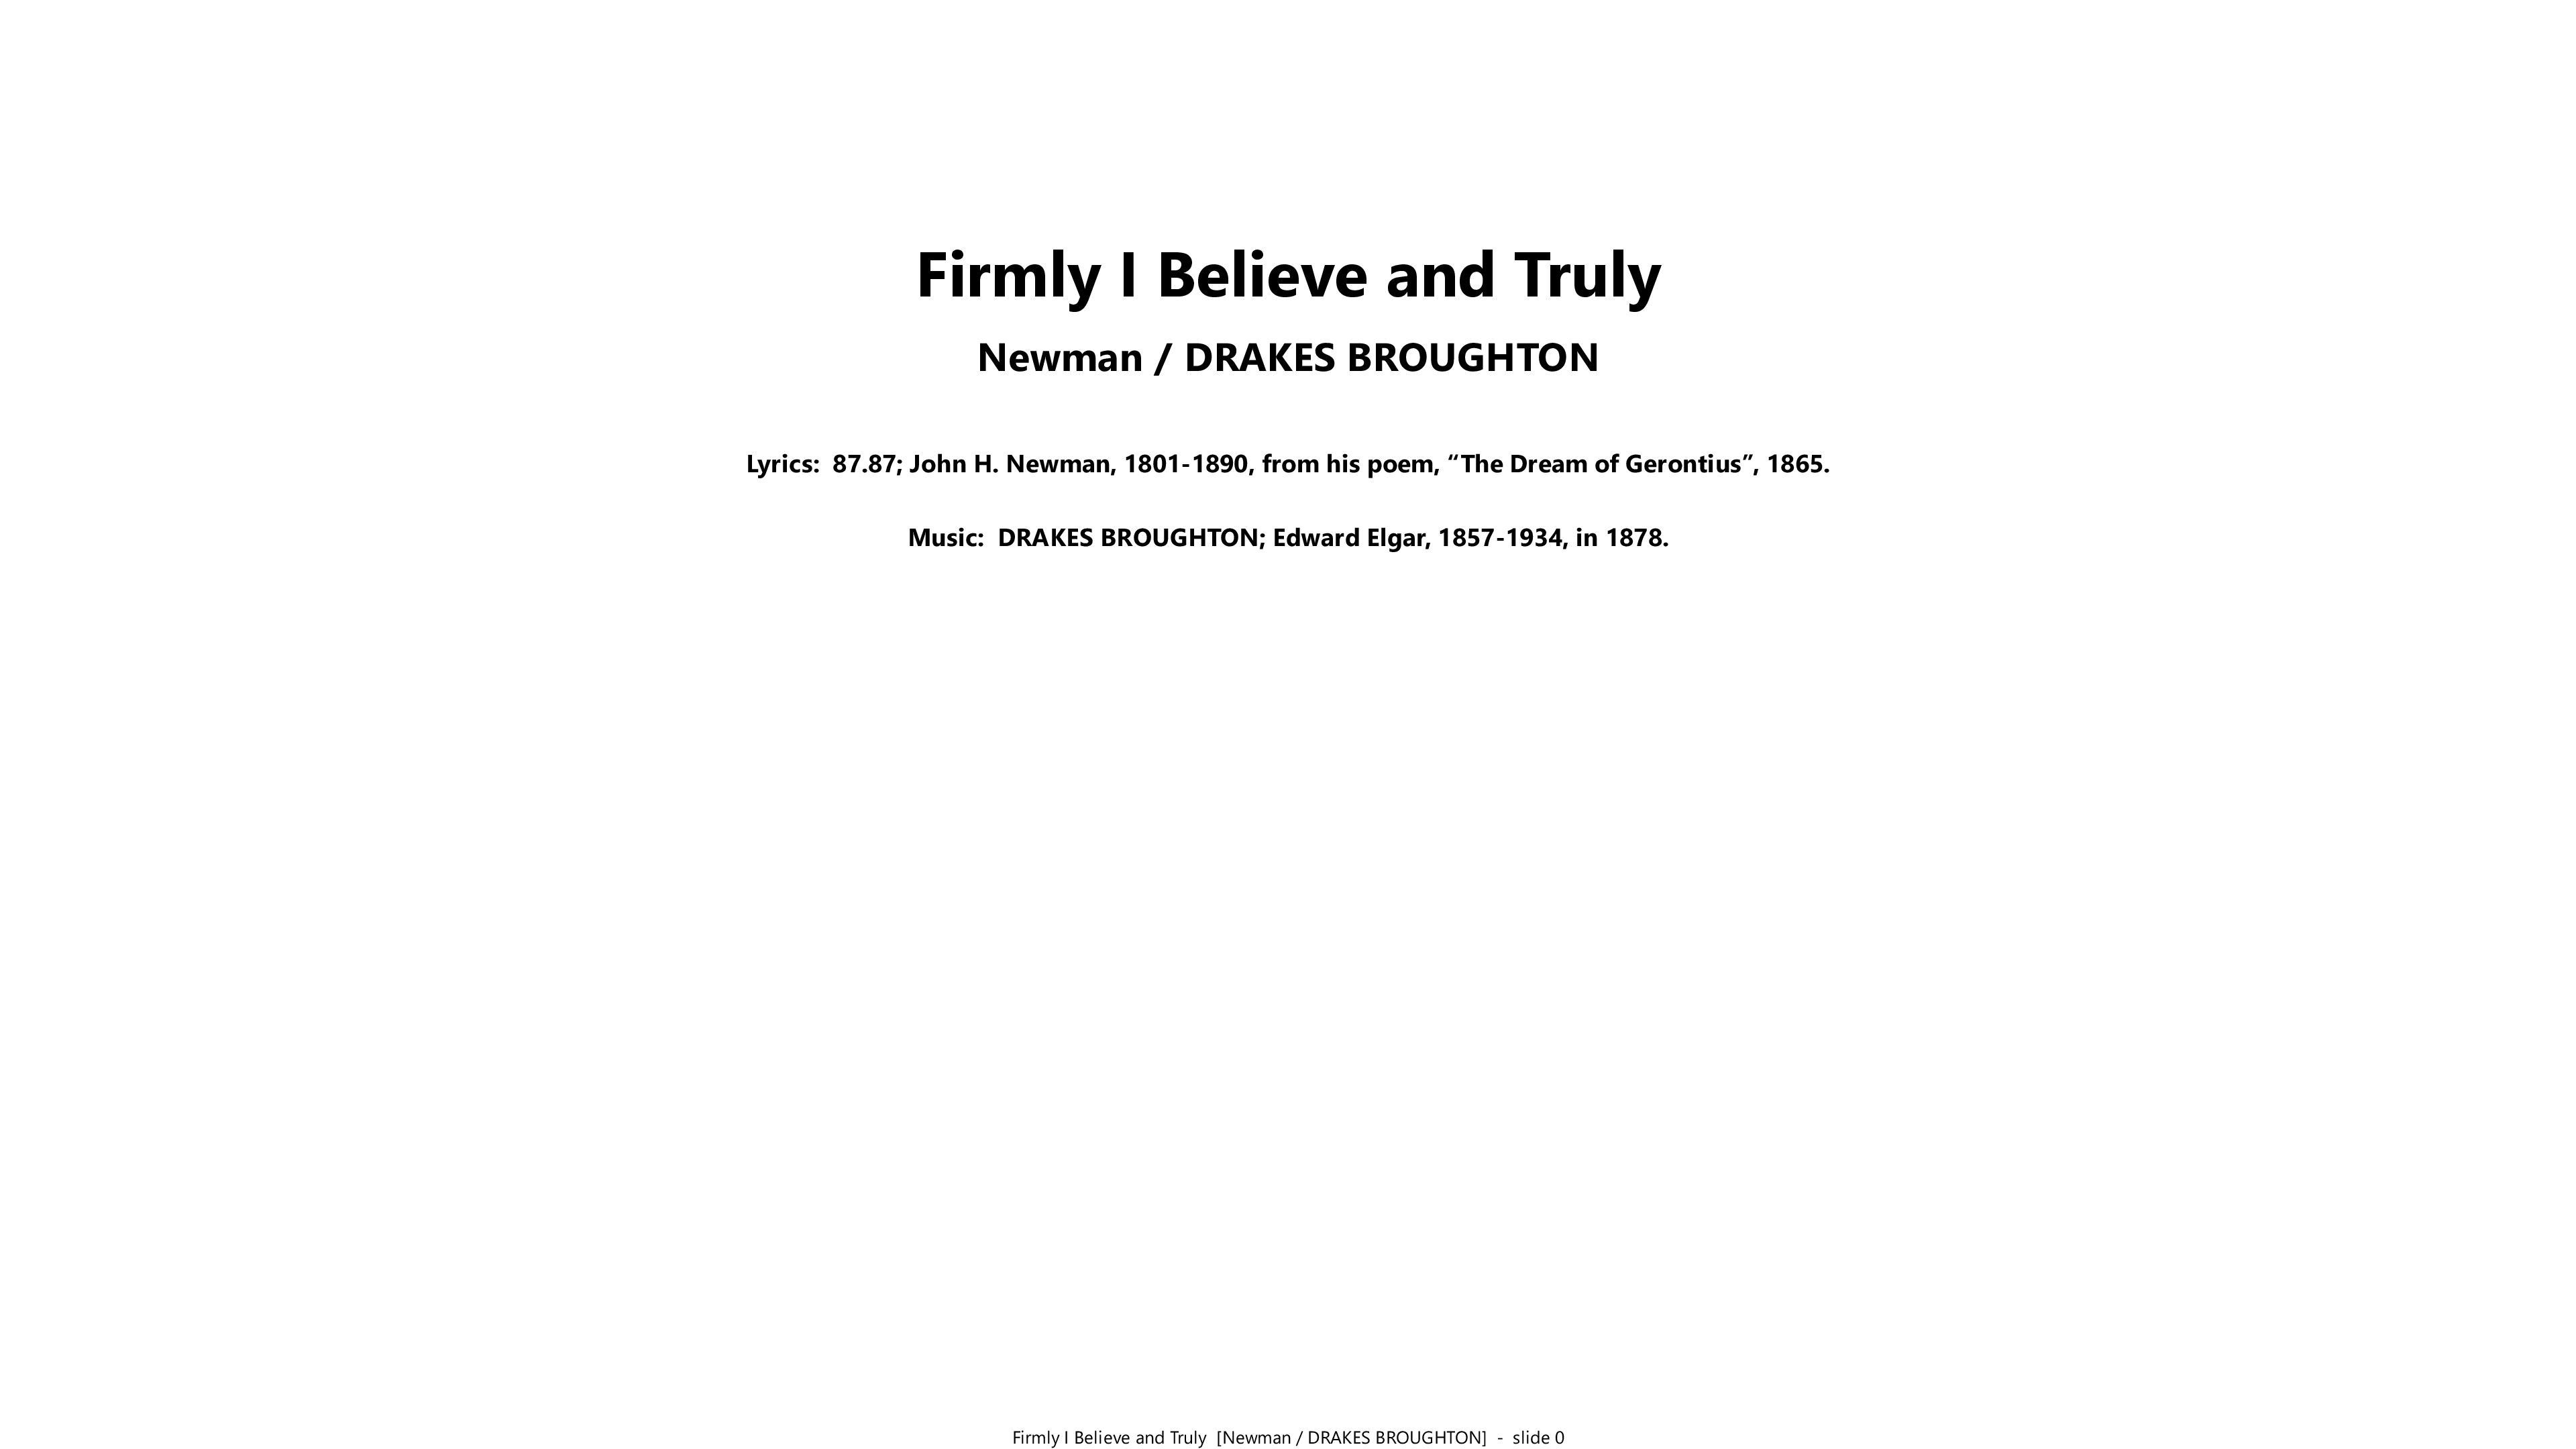 Firmly I Believe and Truly
Newman / DRAKES BROUGHTON
Lyrics:  87.87; John H. Newman, 1801-1890, from his poem, “The Dream of Gerontius”, 1865.
Music:  DRAKES BROUGHTON; Edward Elgar, 1857-1934, in 1878.
Firmly I Believe and Truly  [Newman / DRAKES BROUGHTON]  -  slide 0